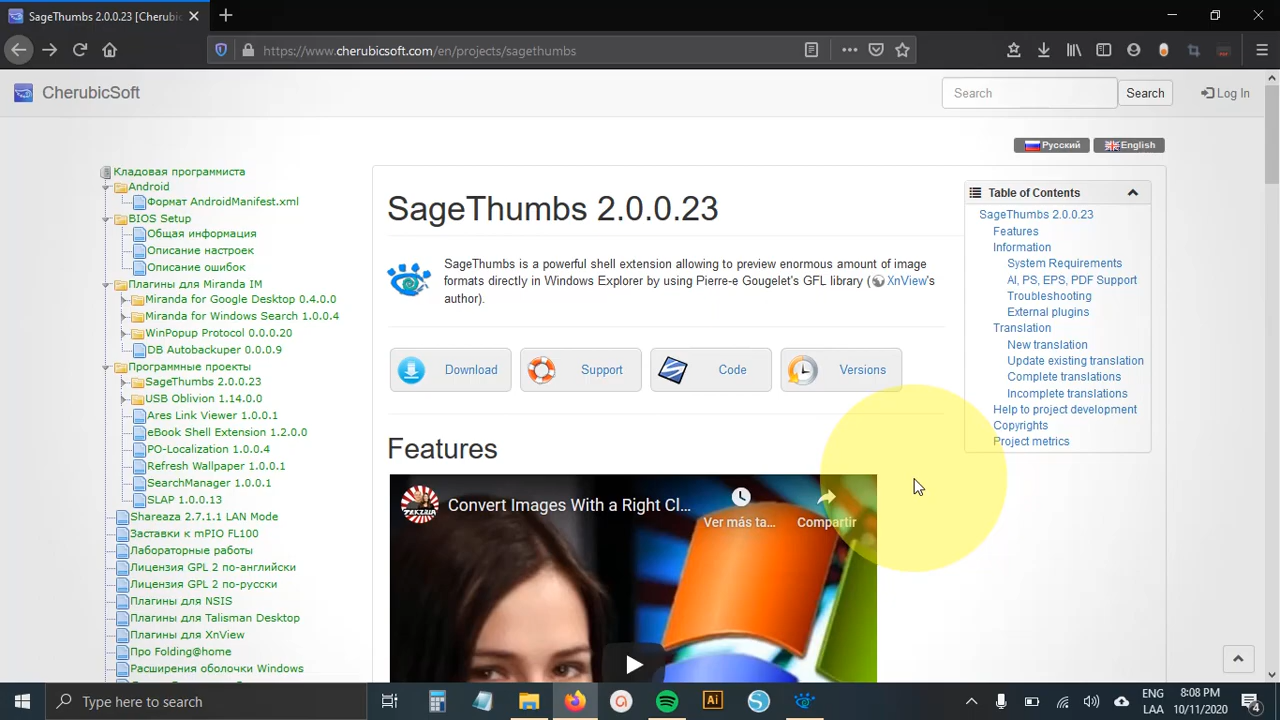 SageThumbs 2.0.0.23 [Cherubic
https://www.cherubicsoft.com/en/projects/sagethumbs
CherubicSoft
Search
Search
Log In
Русский
English
Кладовая программиста
Android
Формат AndroidManifest.xml
BIOS Setup
Общая информация
Описание настроек
Описание ошибок
Плагины для Miranda IM
Miranda for Google Desktop 0.4.0.0
Miranda for Windows Search 1.0.0.4
WinPopup Protocol 0.0.0.20
DB Autobackuper 0.0.0.9
Программные проекты
SageThumbs 2.0.0.23
USB Oblivion 1.14.0.0
Ares Link Viewer 1.0.0.1
eBook Shell Extension 1.2.0.0
PO-Localization 1.0.0.4
Refresh Wallpaper 1.0.0.1
SearchManager 1.0.0.1
SLAP 1.0.0.13
Shareaza 2.7.1.1 LAN Mode
Заставки к mPIO FL100
Лабораторные работы
Лицензия GPL 2 по-английски
Лицензия GPL 2 по-русски
Плагины для NSIS
Плагины для Talisman Desktop
Плагины для XnView
Про Folding@home
Расширения оболочки Windows
SageThumbs 2.0.0.23
SageThumbs is a powerful shell extension allowing to preview enormous amount of image
formats directly in Windows Explorer by using Pierre-e Gougelet's GFL library (XnView's
author).
Download
Support
Code
Versions
Features
Convert Images With a Right Cl...
Ver más ta...
Compartir
Table of Contents
SageThumbs 2.0.0.23
Features
Information
System Requirements
AI, PS, EPS, PDF Support
Troubleshooting
External plugins
Translation
New translation
Update existing translation
Complete translations
Incomplete translations
Help to project development
Copyrights
Project metrics
Type here to search
Ai
ENG
LAA
8:08 PM
10/11/2020
4